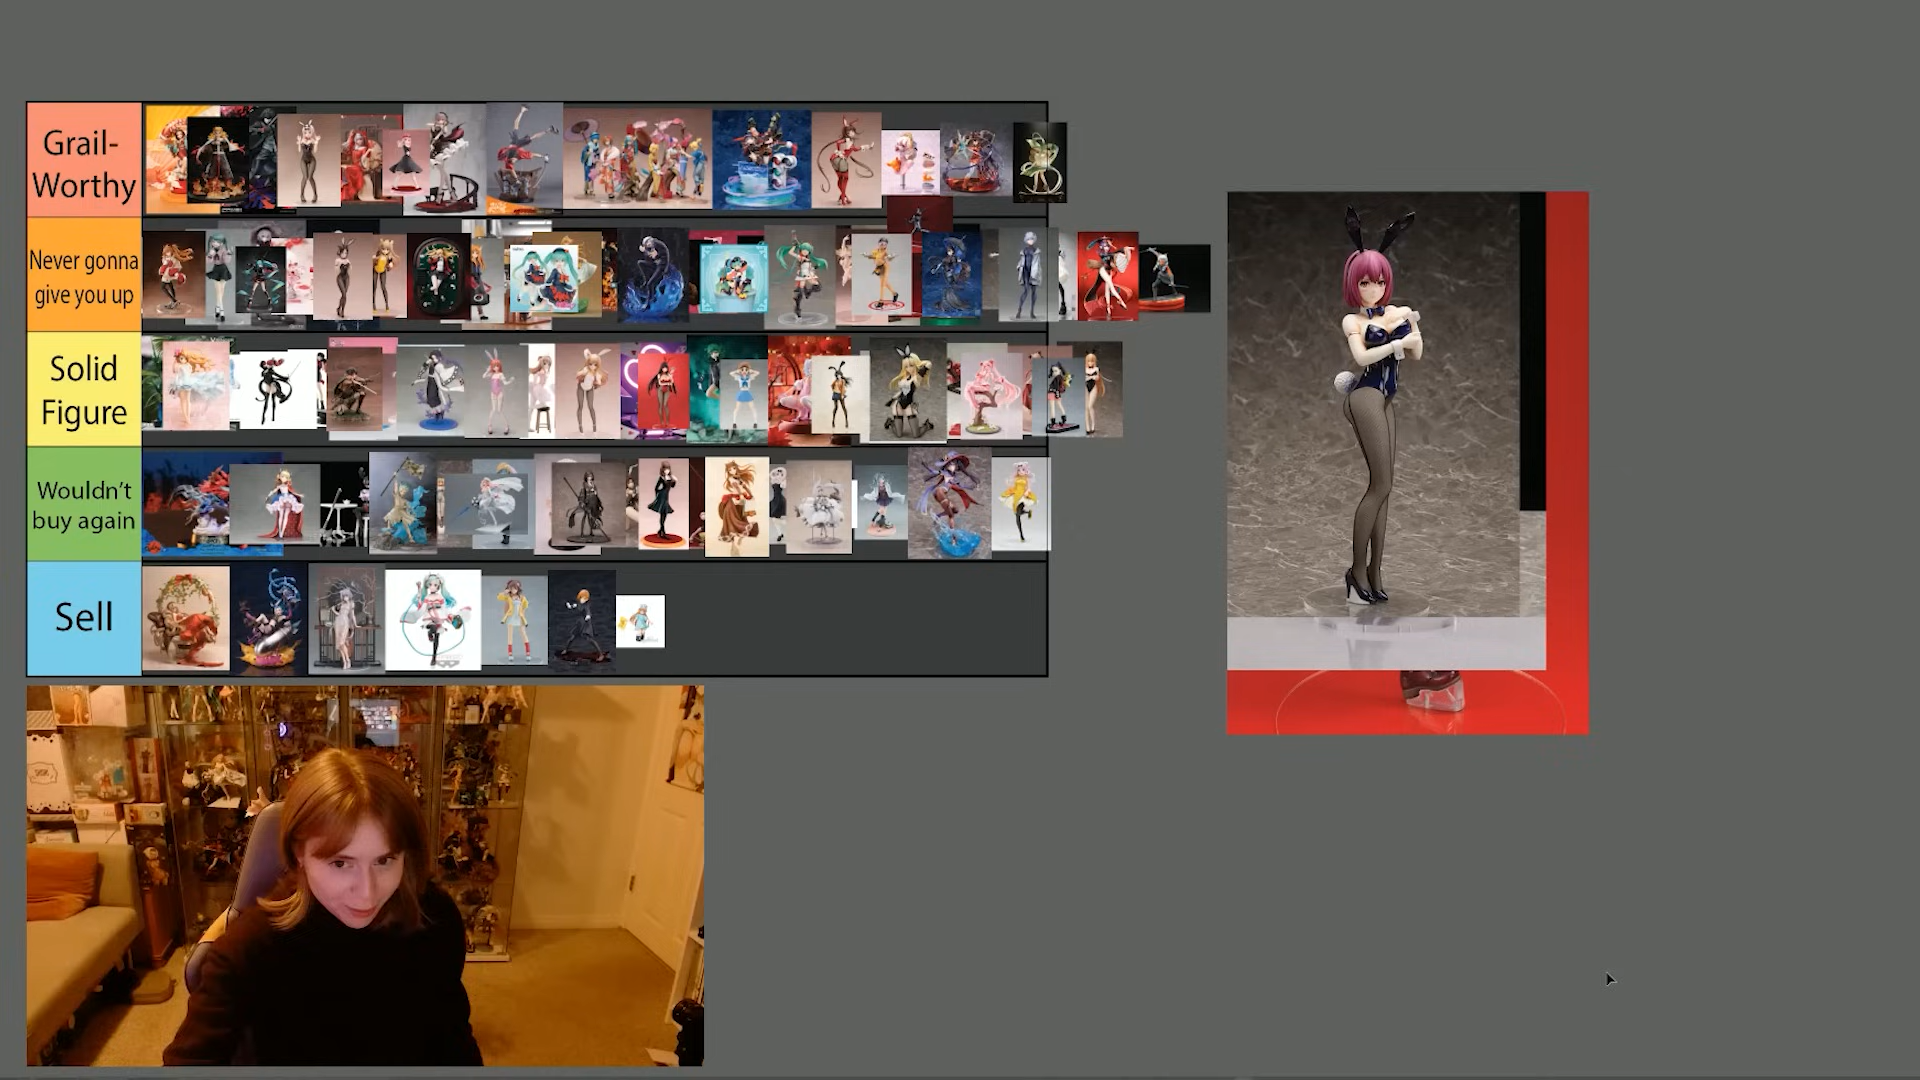 Grail-
Worthy
Never gonna
give you up
Solid
Figure
Wouldn't
buy again
Sell